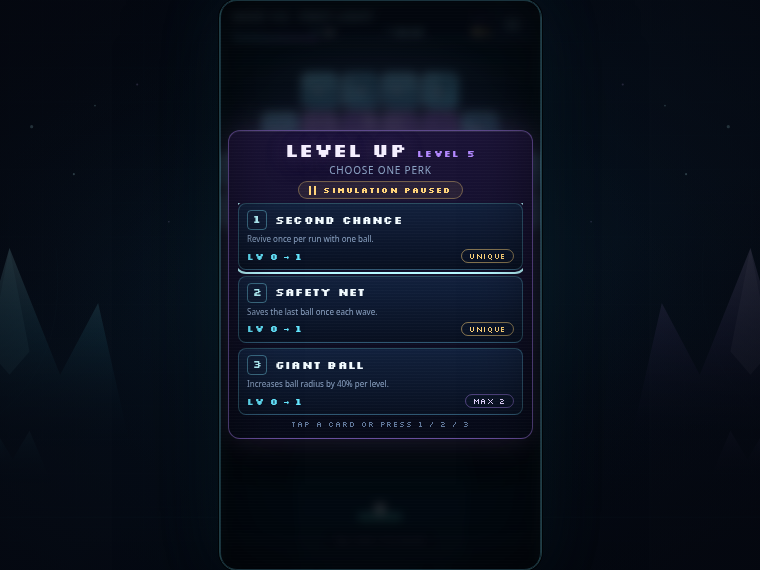 LEVEL UP LEVEL 5
CHOOSE ONE PERK
SIMULATION PAUSED
1 SECOND CHANCE
Revive once per run with one ball.
LV 0 → 1 UNIQUE
2 SAFETY NET
Saves the last ball once each wave.
LV 0 → 1 UNIQUE
3 GIANT BALL
Increases ball radius by 40% per level.
LV 0 → 1 MAX 2
TAP A CARD OR PRESS 1 / 2 / 3